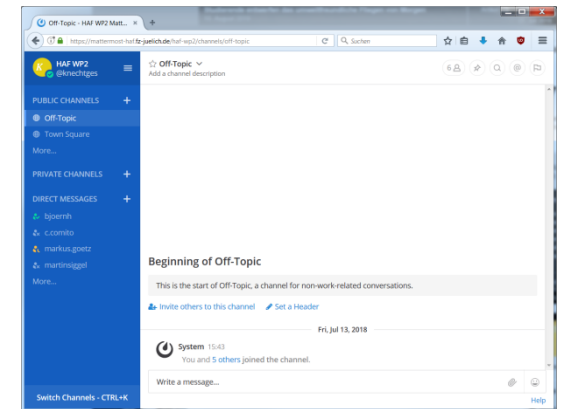 Off-Topic - HAF WP2 Matt...
https://mattermost-haf.fz-juelich.de/haf-wp2/channels/off-topic
Suchen
K
HAF WP2
@knechtges
Off-Topic
Add a channel description
6
PUBLIC CHANNELS
Off-Topic
Town Square
More...
PRIVATE CHANNELS
DIRECT MESSAGES
bjoernh
c.comito
markus.goetz
martinsiggel
More...
Beginning of Off-Topic
This is the start of Off-Topic, a channel for non-work-related conversations.
Invite others to this channel
Set a Header
Fri, Jul 13, 2018
System 15:43
You and 5 others joined the channel.
Write a message...
Switch Channels - CTRL+K
Help